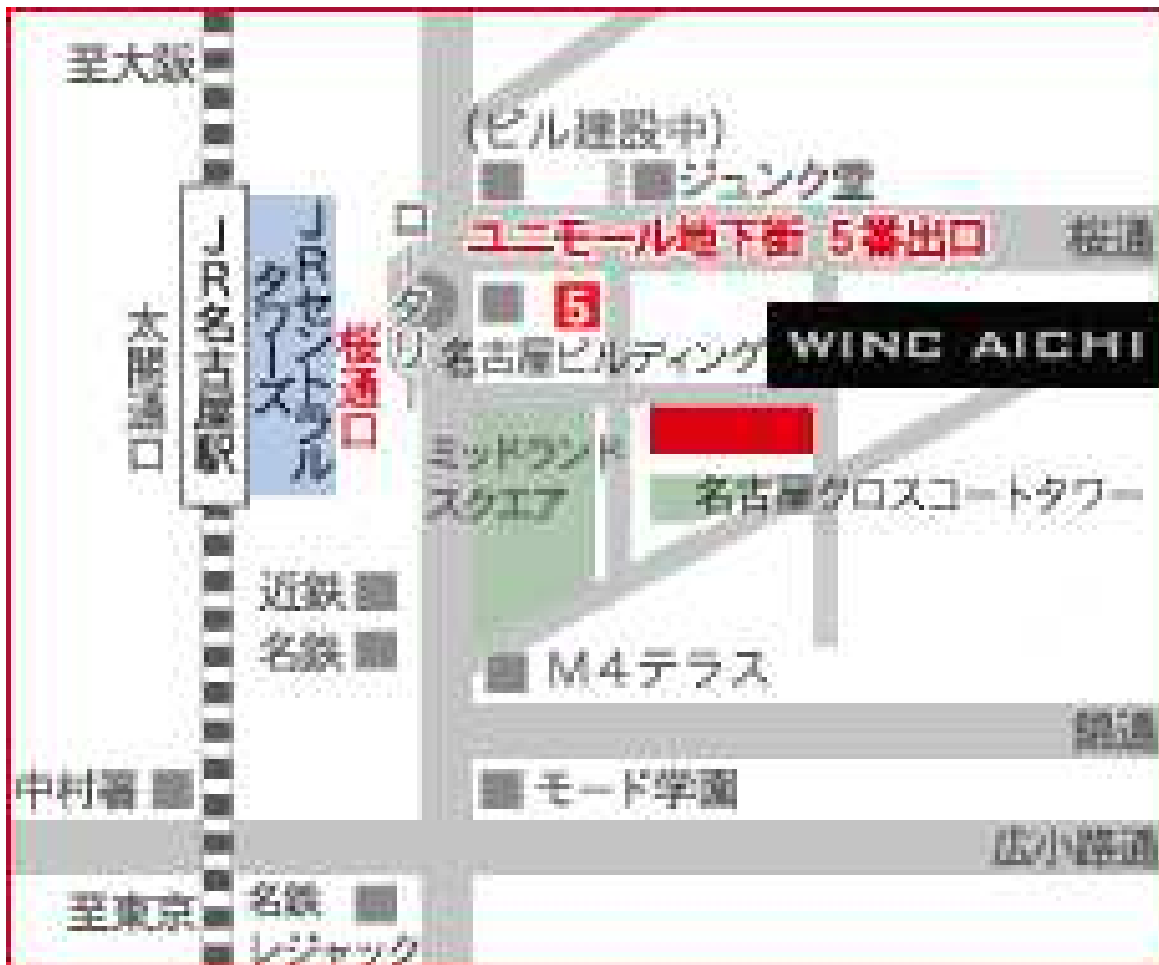 至大阪
(ビル建設中)
ジュンク堂
ユニモール地下街 5番出口
桜通
ロータリー
JR名古屋駅
JRセントラル
タワーズ
桜通口
太閤通口
5
名古屋ビルディング
WINC AICHI
ミッドランド
スクエア
名古屋クロスコートタワー
近鉄
名鉄
M4テラス
錦通
中村署
モード学園
広小路通
至東京
名鉄
レジャック